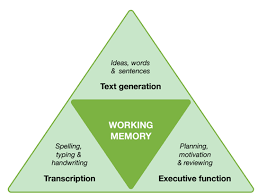 Ideas, words
& sentences
Text generation
WORKING
MEMORY
Spelling,
typing &
handwriting
Transcription
Planning,
motivation
& reviewing
Executive function